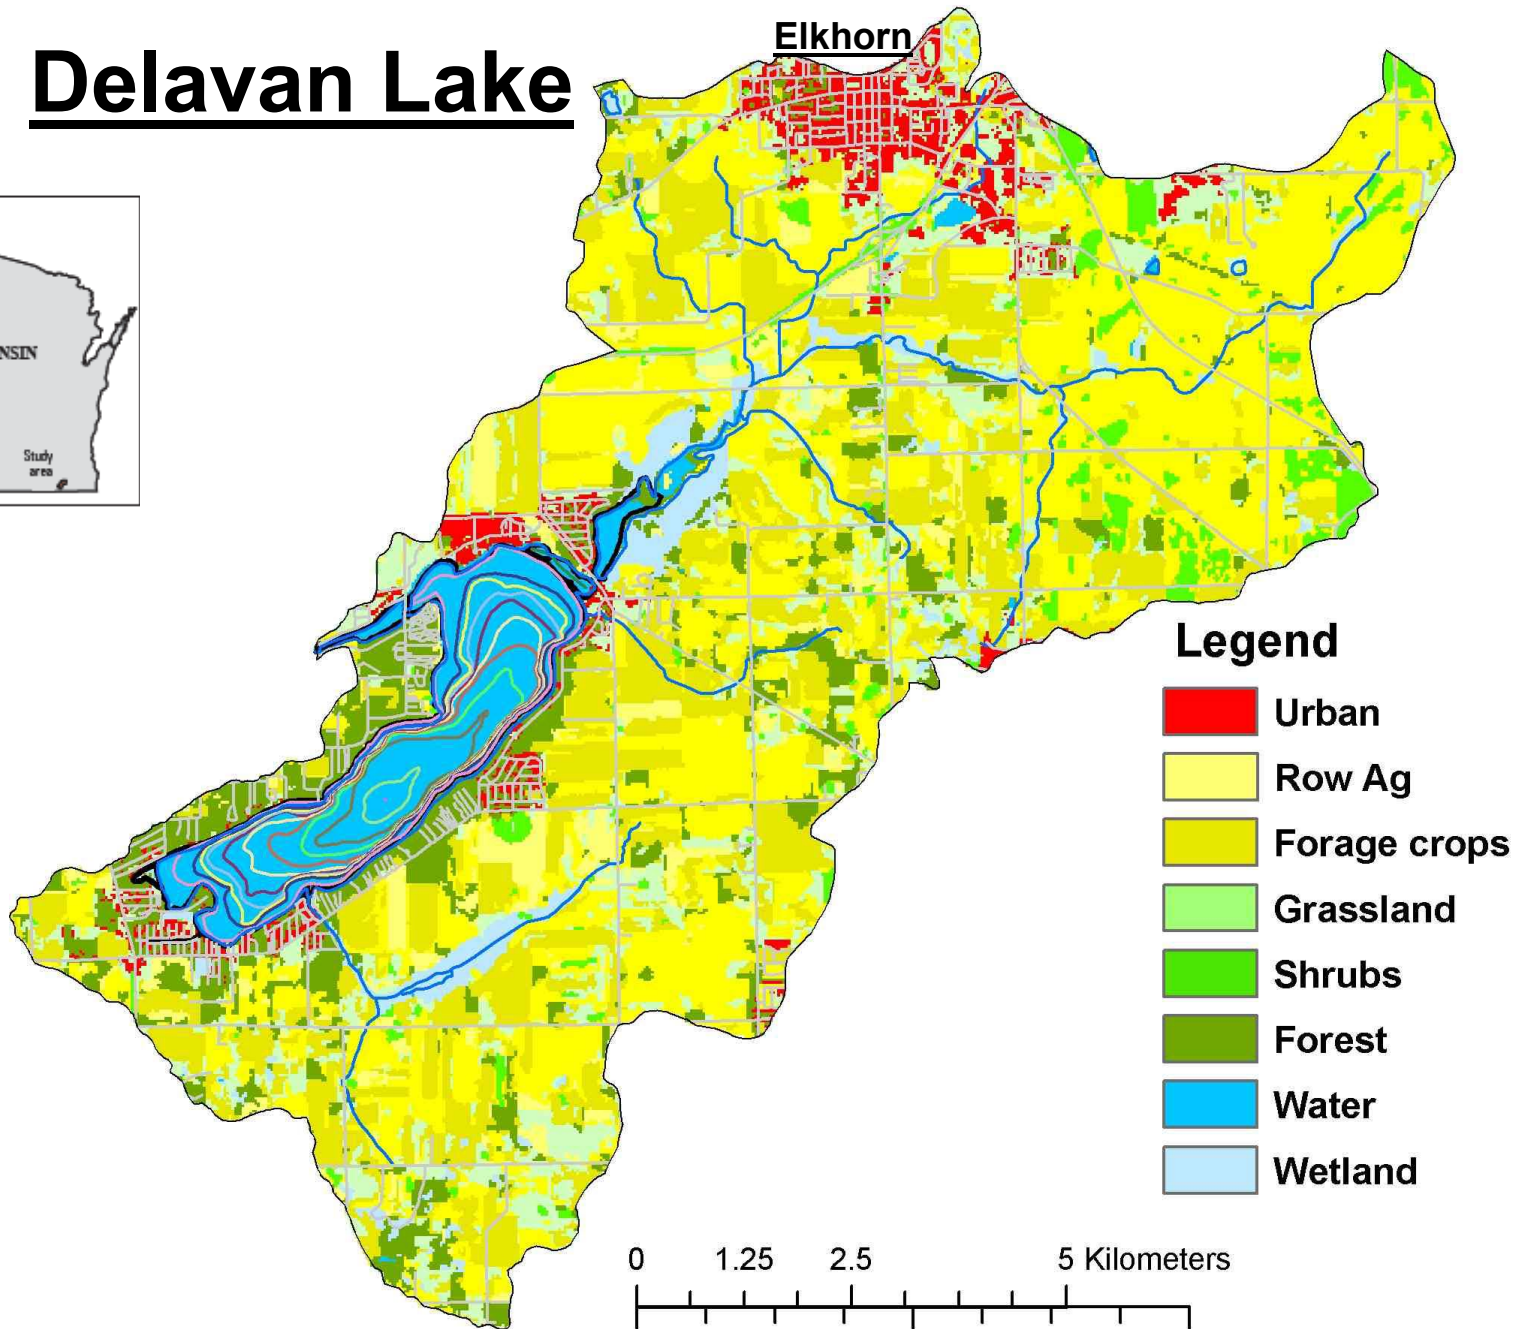 Delavan Lake
Elkhorn
NSIN
Study
area
Legend
Urban
Row Ag
Forage crops
Grassland
Shrubs
Forest
Water
Wetland
0 1.25 2.5 5 Kilometers